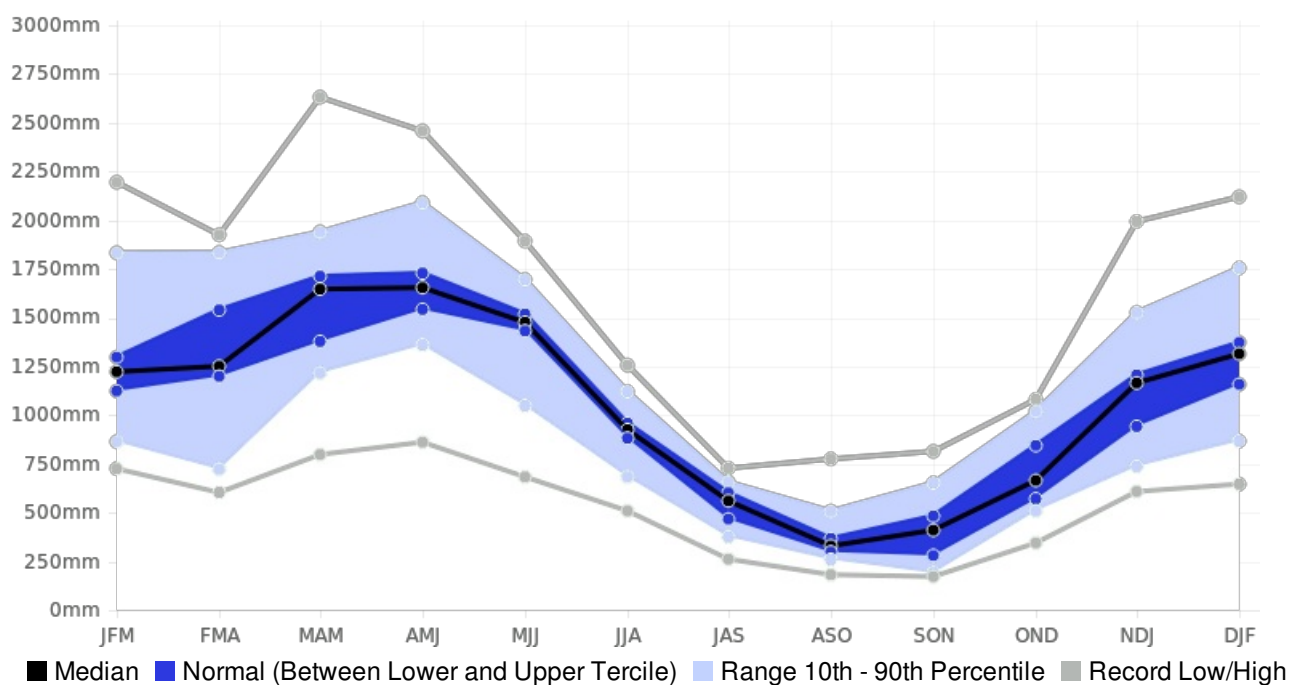 3000mm
2750mm
2500mm
2250mm
2000mm
1750mm
1500mm
1250mm
1000mm
750mm
500mm
250mm
0mm
JFM FMA MAM AMJ MJJ JJA JAS ASO SON OND NDJ DJF
Median Normal (Between Lower and Upper Tercile) Range 10th - 90th Percentile Record Low/High